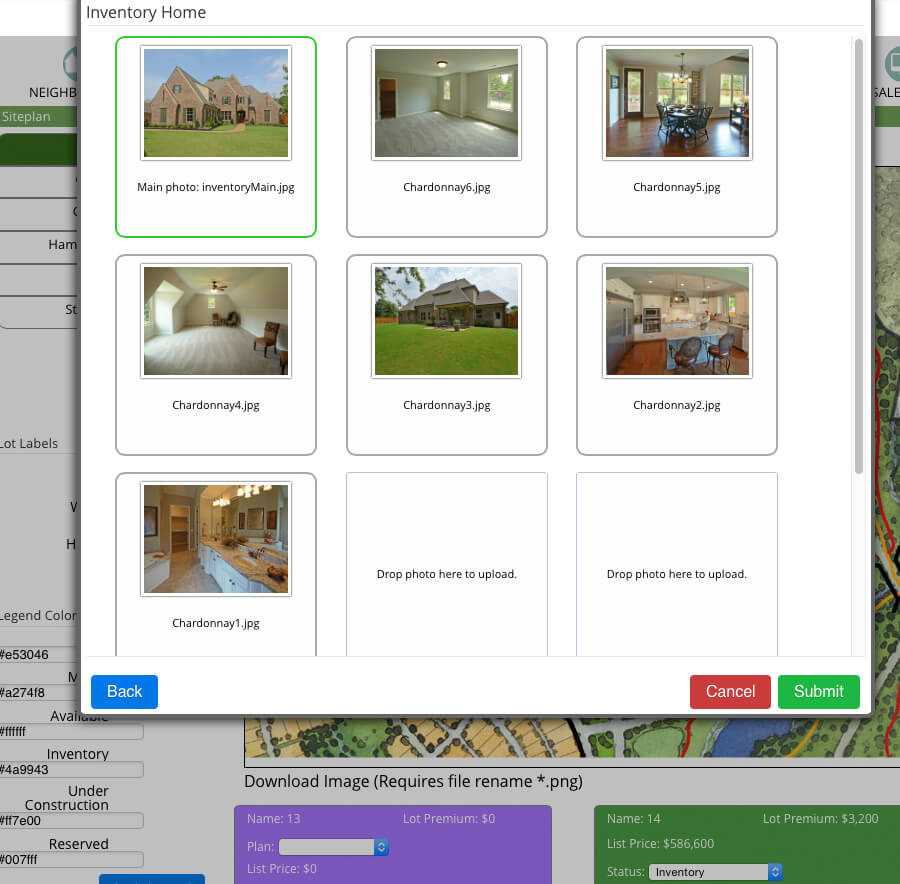 Inventory Home
NEIGHB
SALE
Siteplan
Main photo: inventoryMain.jpg
Chardonnay6.jpg
Chardonnay5.jpg
Ham
St
Chardonnay4.jpg
Chardonnay3.jpg
Chardonnay2.jpg
Lot Labels
W
H
Drop photo here to upload.
Drop photo here to upload.
Chardonnay1.jpg
Legend Color
#e53046
M
#a274f8
Back
Cancel
Submit
Available
#ffffff
Inventory
#4a9943
Under
Construction
#ff7e00
Reserved
#007fff
Download Image (Requires file rename *.png)
Name: 13
Lot Premium: $0
Plan:
List Price: $0
Name: 14
Lot Premium: $3,200
List Price: $586,600
Status: Inventory